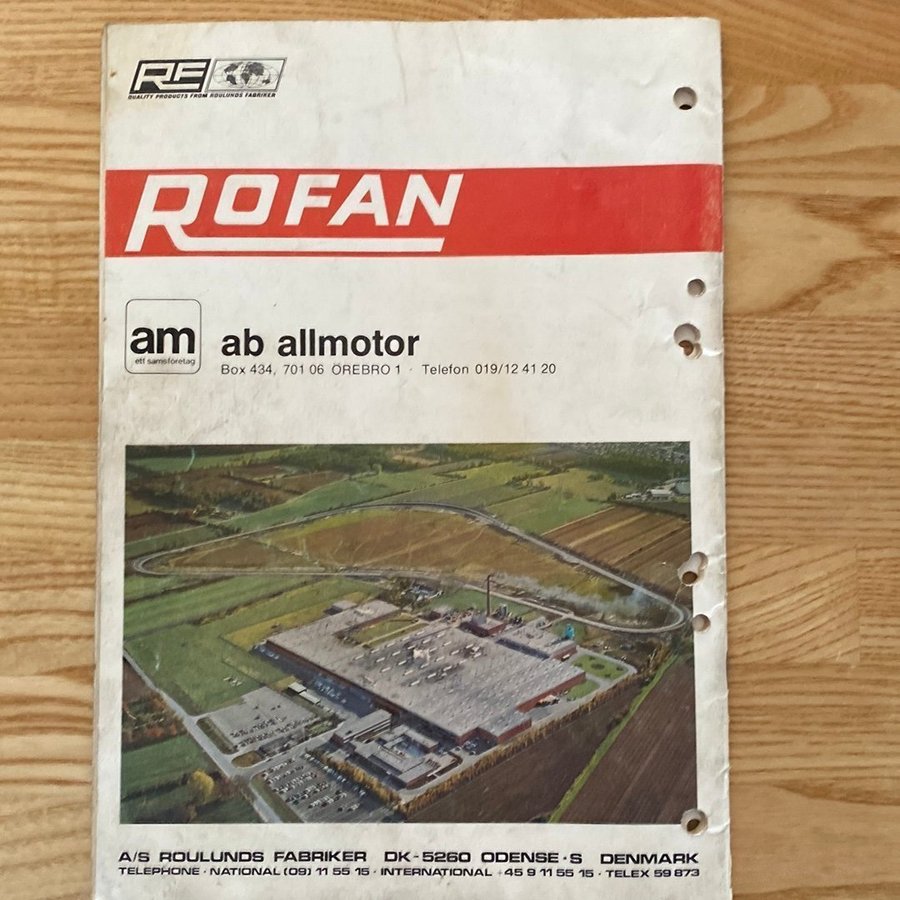 RF
QUALITY PRODUCTS FROM ROULUNDS FABRIKER
ROFAN
am
ett samsföretag
ab allmotor
Box 434, 701 06 ÖREBRO 1 · Telefon 019/12 41 20
A/S ROULUNDS FABRIKER DK-5260 ODENSE·S DENMARK
TELEPHONE · NATIONAL (09) 11 55 15 · INTERNATIONAL +45 9 11 55 15 · TELEX 59 873